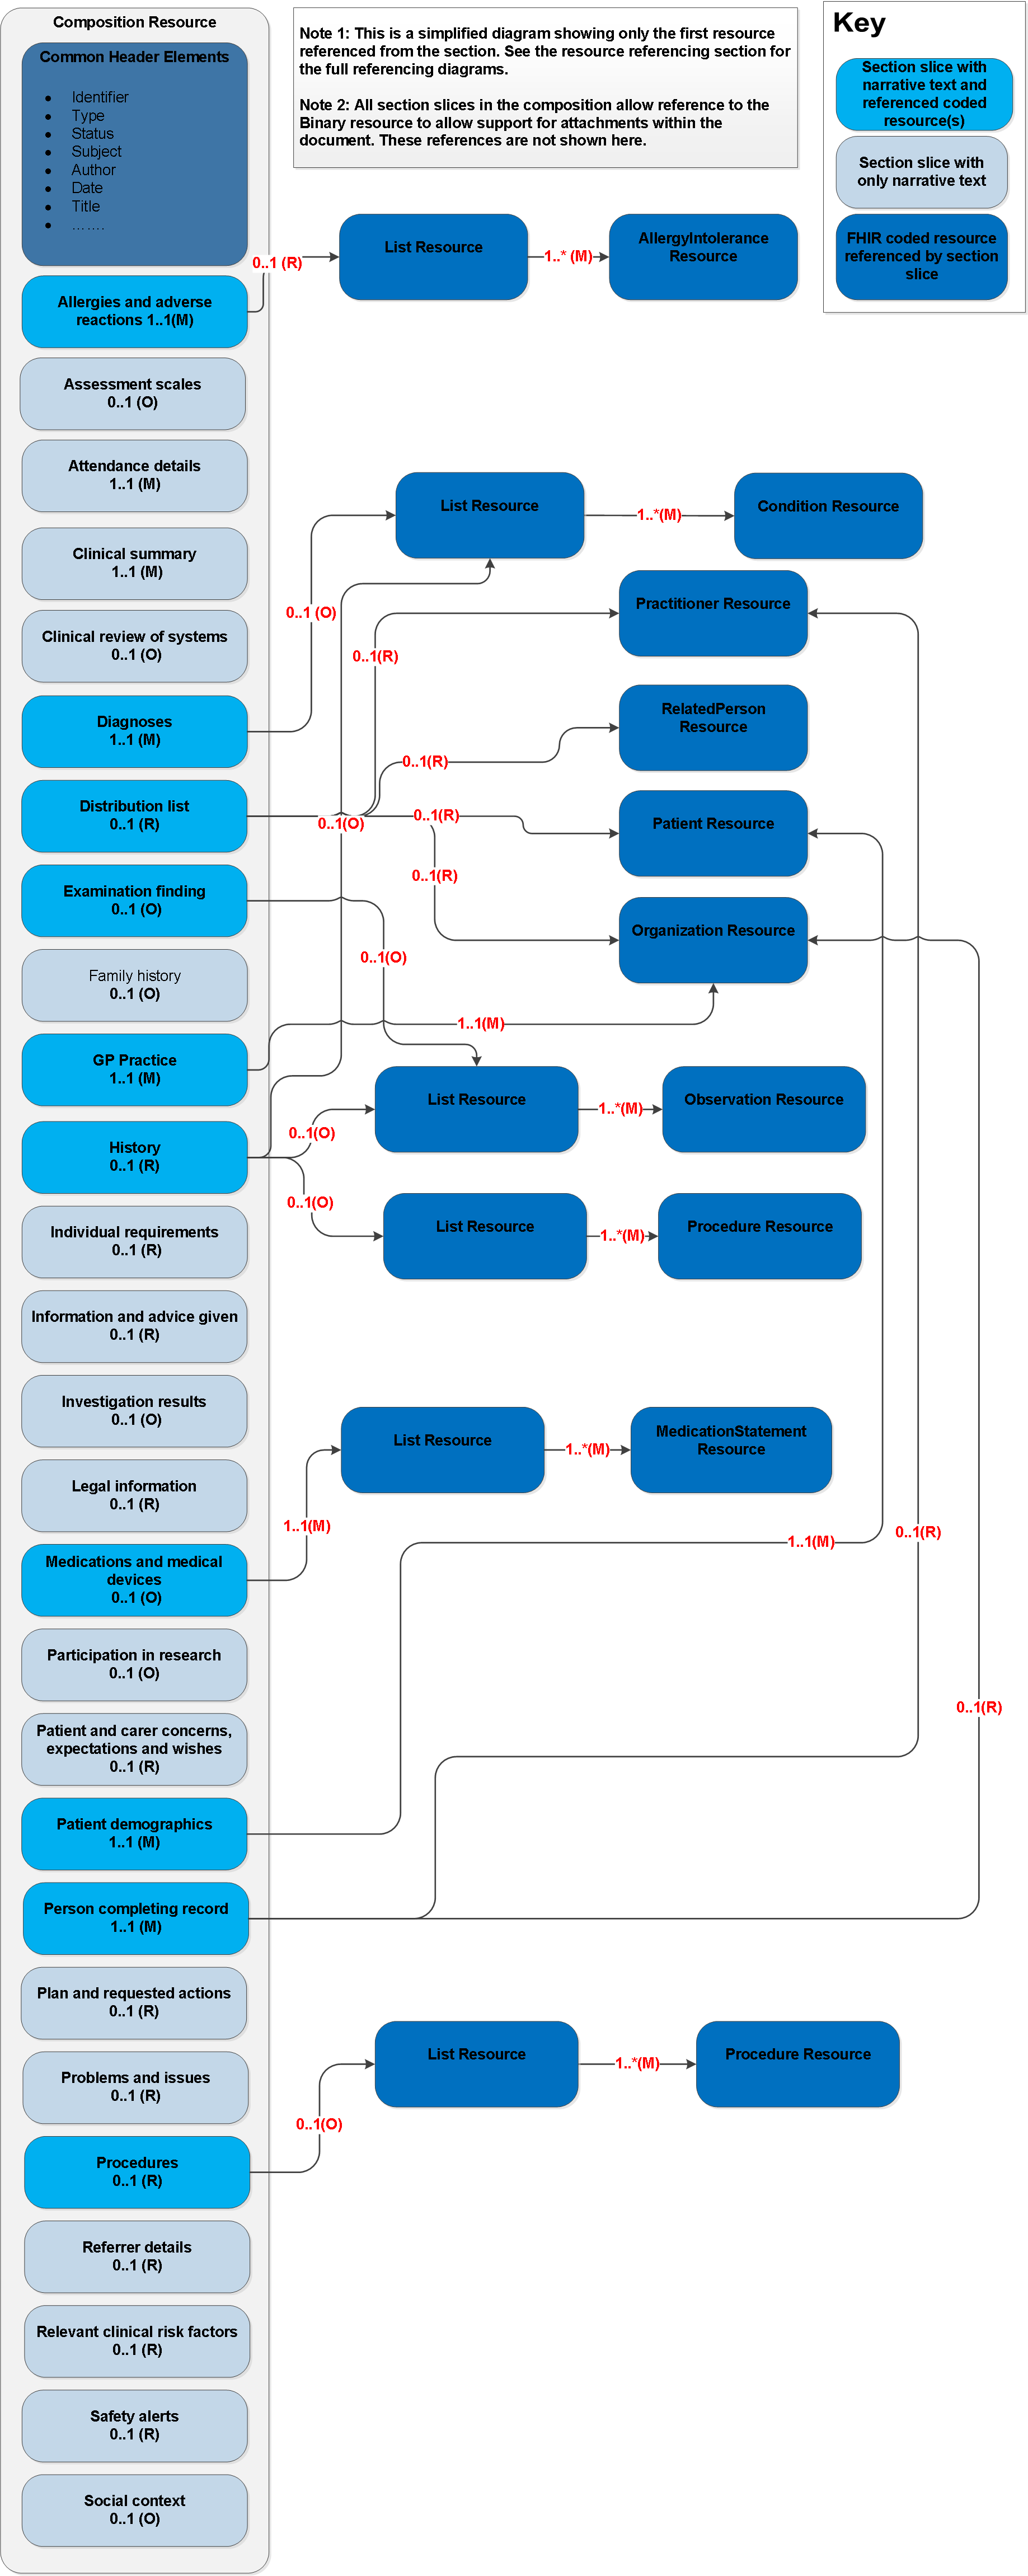 Composition Resource
Common Header Elements
• Identifier
• Type
• Status
• Subject
• Author
• Date
• Title
• …….
Note 1: This is a simplified diagram showing only the first resource
referenced from the section. See the resource referencing section for
the full referencing diagrams.
Note 2: All section slices in the composition allow reference to the
Binary resource to allow support for attachments within the
document. These references are not shown here.
Key
Section slice with
narrative text and
referenced coded
resource(s)
Section slice with
only narrative text
FHIR coded resource
referenced by section
slice
0..1 (R)
List Resource
1..* (M)
AllergyIntolerance
Resource
Allergies and adverse
reactions 1..1(M)
Assessment scales
0..1 (O)
Attendance details
1..1 (M)
Clinical summary
1..1 (M)
Clinical review of systems
0..1 (O)
Diagnoses
1..1 (M)
Distribution list
0..1 (R)
Examination finding
0..1 (O)
Family history
0..1 (O)
GP Practice
1..1 (M)
History
0..1 (R)
Individual requirements
0..1 (R)
Information and advice given
0..1 (R)
Investigation results
0..1 (O)
Legal information
0..1 (R)
Medications and medical
devices
0..1 (O)
Participation in research
0..1 (O)
Patient and carer concerns,
expectations and wishes
0..1 (R)
Patient demographics
1..1 (M)
Person completing record
1..1 (M)
Plan and requested actions
0..1 (R)
Problems and issues
0..1 (R)
Procedures
0..1 (R)
Referrer details
0..1 (R)
Relevant clinical risk factors
0..1 (R)
Safety alerts
0..1 (R)
Social context
0..1 (O)
List Resource
1..*(M)
Condition Resource
0..1 (O)
Practitioner Resource
0..1(R)
RelatedPerson
Resource
0..1(R)
0..1(O)
0..1(R)
Patient Resource
0..1(R)
Organization Resource
0..1(O)
1..1(M)
List Resource
1..*(M)
Observation Resource
0..1(O)
0..1(O)
List Resource
1..*(M)
Procedure Resource
List Resource
1..*(M)
MedicationStatement
Resource
1..1(M)
1..1(M)
0..1(R)
0..1(R)
List Resource
1..*(M)
Procedure Resource
0..1(O)